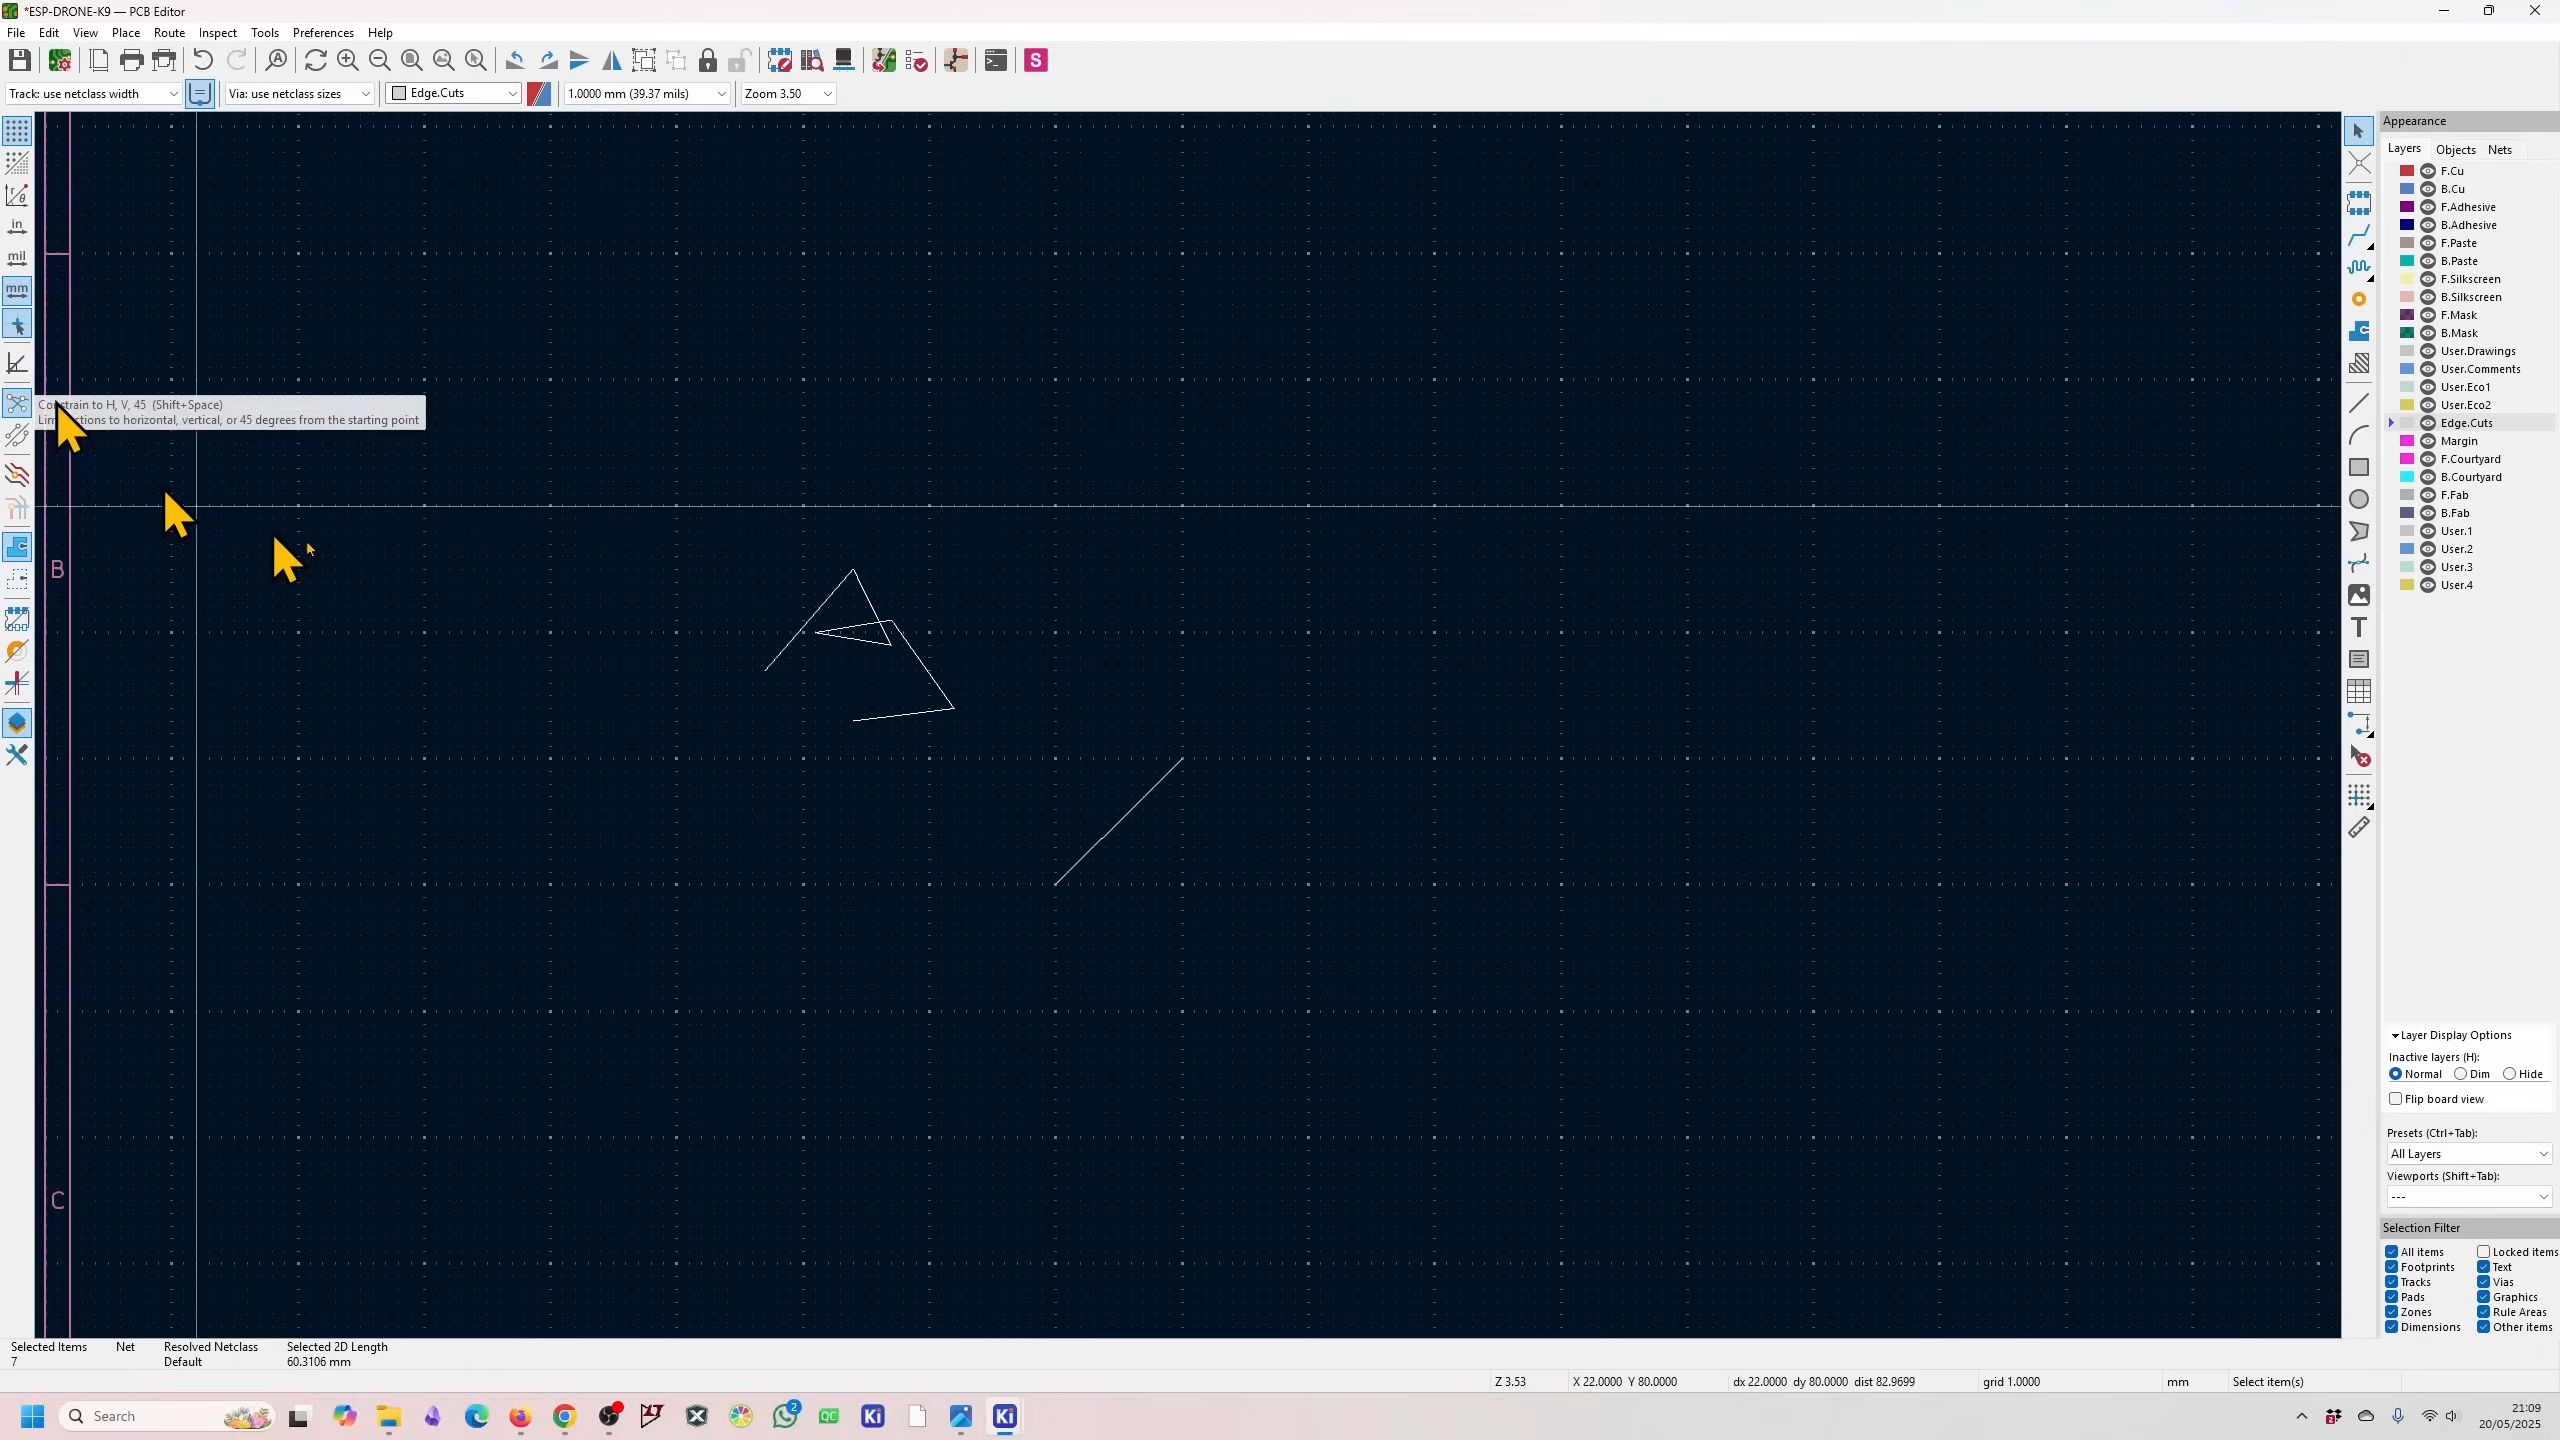 *ESP-DRONE-K9 — PCB Editor
File Edit View Place Route Inspect Tools Preferences Help
Track: use netclass width Via: use netclass sizes Edge.Cuts 1.0000 mm (39.37 mils) Zoom 3.50
in
mil
mm
Constrain to H, V, 45 (Shift+Space)
to horizontal, vertical, or 45 degrees from the starting point
B
C
Appearance
Layers Objects Nets
F.Cu
B.Cu
F.Adhesive
B.Adhesive
F.Paste
B.Paste
F.Silkscreen
B.Silkscreen
F.Mask
B.Mask
User.Drawings
User.Comments
User.Eco1
User.Eco2
Edge.Cuts
Margin
F.Courtyard
B.Courtyard
F.Fab
B.Fab
User.1
User.2
User.3
User.4
Layer Display Options
Inactive layers (H):
Normal Dim Hide
Flip board view
Presets (Ctrl+Tab):
All Layers
Viewports (Shift+Tab):
---
Selection Filter
All items Locked items
Footprints Text
Tracks Vias
Pads Graphics
Zones Rule Areas
Dimensions Other items
Selected Items Net Resolved Netclass Selected 2D Length
7 Default 60.3106 mm
Z 3.53 X 22.0000 Y 80.0000 dx 22.0000 dy 80.0000 dist 82.9699 grid 1.0000 mm Select item(s)
Search
2
QC
Ki
Ki
2
21:09
20/05/2025